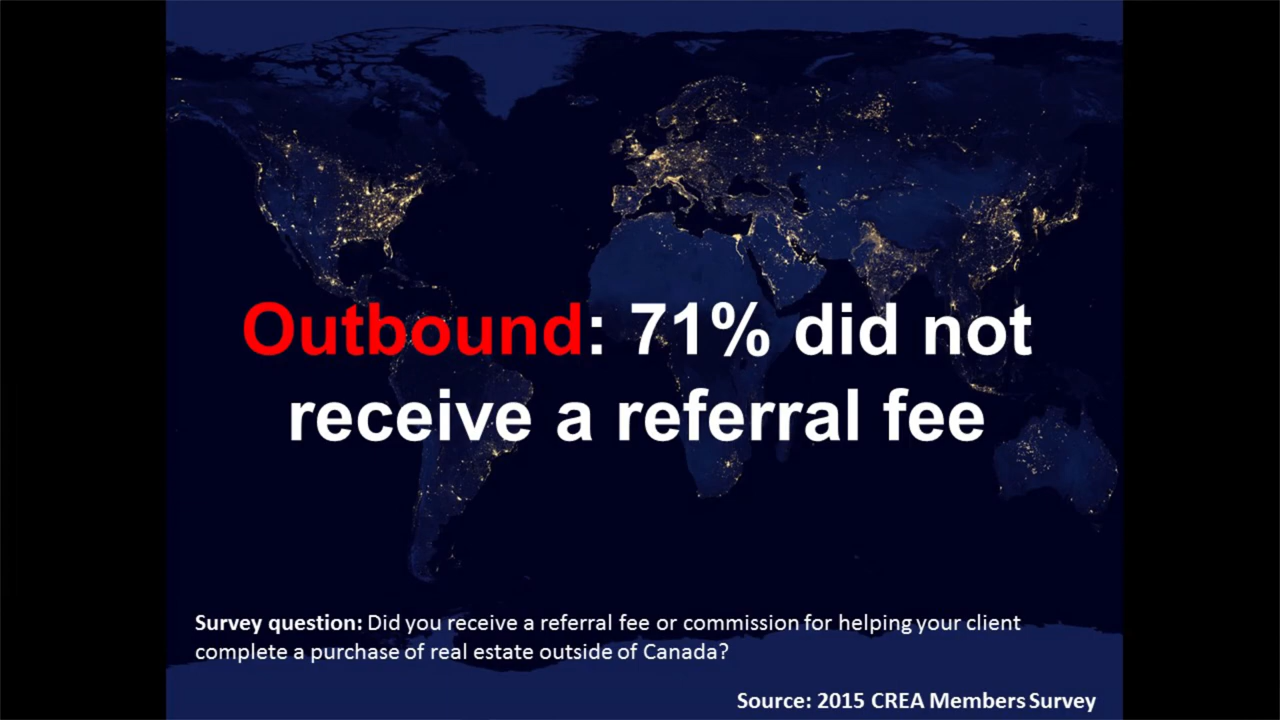 Outbound: 71% did not
receive a referral fee
Survey question: Did you receive a referral fee or commission for helping your client
complete a purchase of real estate outside of Canada?
Source: 2015 CREA Members Survey